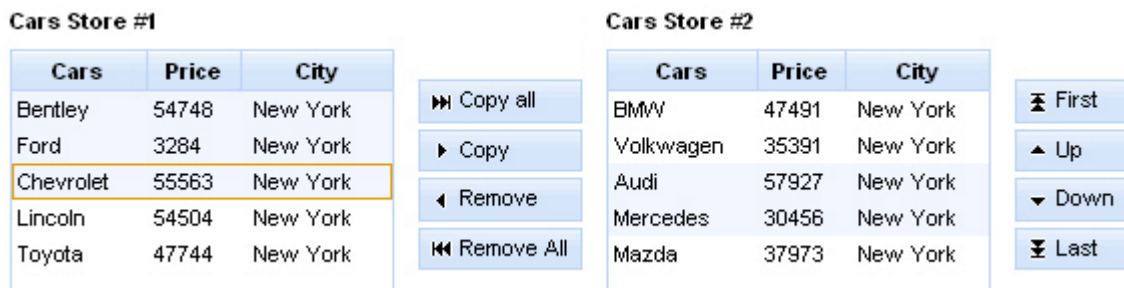 Cars Store #1
Cars Price City
Bentley 54748 New York
Ford 3284 New York
Chevrolet 55563 New York
Lincoln 54504 New York
Toyota 47744 New York
Copy all
Copy
Remove
Remove All
Cars Store #2
Cars Price City
BMW 47491 New York
Volkwagen 35391 New York
Audi 57927 New York
Mercedes 30456 New York
Mazda 37973 New York
First
Up
Down
Last